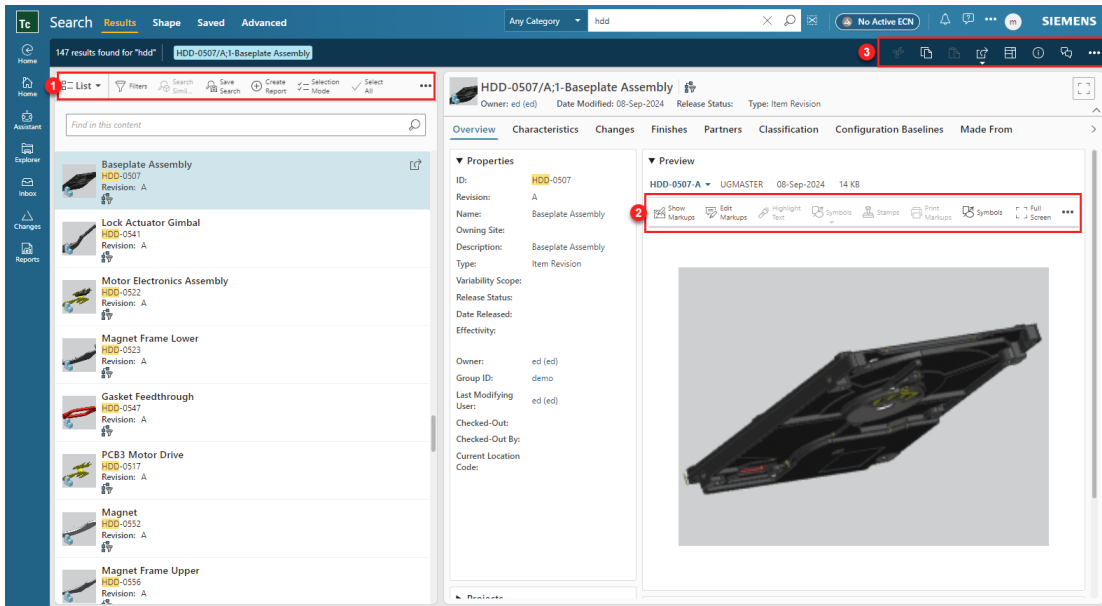 Tc Search Results Shape Saved Advanced Any Category hdd No Active ECN m SIEMENS
147 results found for "hdd" HDD-0507/A;1-Baseplate Assembly 3
Home
Home
Assistant
Explorer
Inbox
Changes
Reports
1 List Filters Search Simil... Save Search Create Report Selection Mode Select All
Find in this content
Baseplate Assembly
HDD-0507
Revision: A
Lock Actuator Gimbal
HDD-0541
Revision: A
Motor Electronics Assembly
HDD-0522
Revision: A
Magnet Frame Lower
HDD-0523
Revision: A
Gasket Feedthrough
HDD-0547
Revision: A
PCB3 Motor Drive
HDD-0517
Revision: A
Magnet
HDD-0552
Revision: A
Magnet Frame Upper
HDD-0556
Revision: A
HDD-0507/A;1-Baseplate Assembly
Owner: ed (ed) Date Modified: 08-Sep-2024 Release Status: Type: Item Revision
Overview Characteristics Changes Finishes Partners Classification Configuration Baselines Made From
Properties
ID: HDD-0507
Revision: A
Name: Baseplate Assembly
Owning Site:
Description: Baseplate Assembly
Type: Item Revision
Variability Scope:
Release Status:
Date Released:
Effectivity:
Owner: ed (ed)
Group ID: demo
Last Modifying
User: ed (ed)
Checked-Out:
Checked-Out By:
Current Location
Code:
Projects
Preview
HDD-0507-A UGMASTER 08-Sep-2024 14 KB
2 Show Markups Edit Markups Highlight Text Symbols Stamps Print Markups Symbols Full Screen